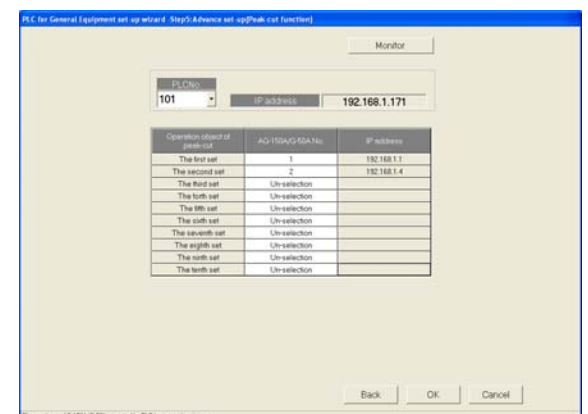 PLC for General Equipment set-up wizard Step5:Advance set-up(Peak cut function)
Monitor
PLCNo.
101 IP address 192.168.1.171
Operation object of peak-cut AG-150A/G-50A No. IP address
The first set 1 192.168.1.1
The second set 2 192.168.1.4
The third set Un-selection
The forth set Un-selection
The fifth set Un-selection
The sixth set Un-selection
The seventh set Un-selection
The eighth set Un-selection
The ninth set Un-selection
The tenth set Un-selection
Back OK Cancel